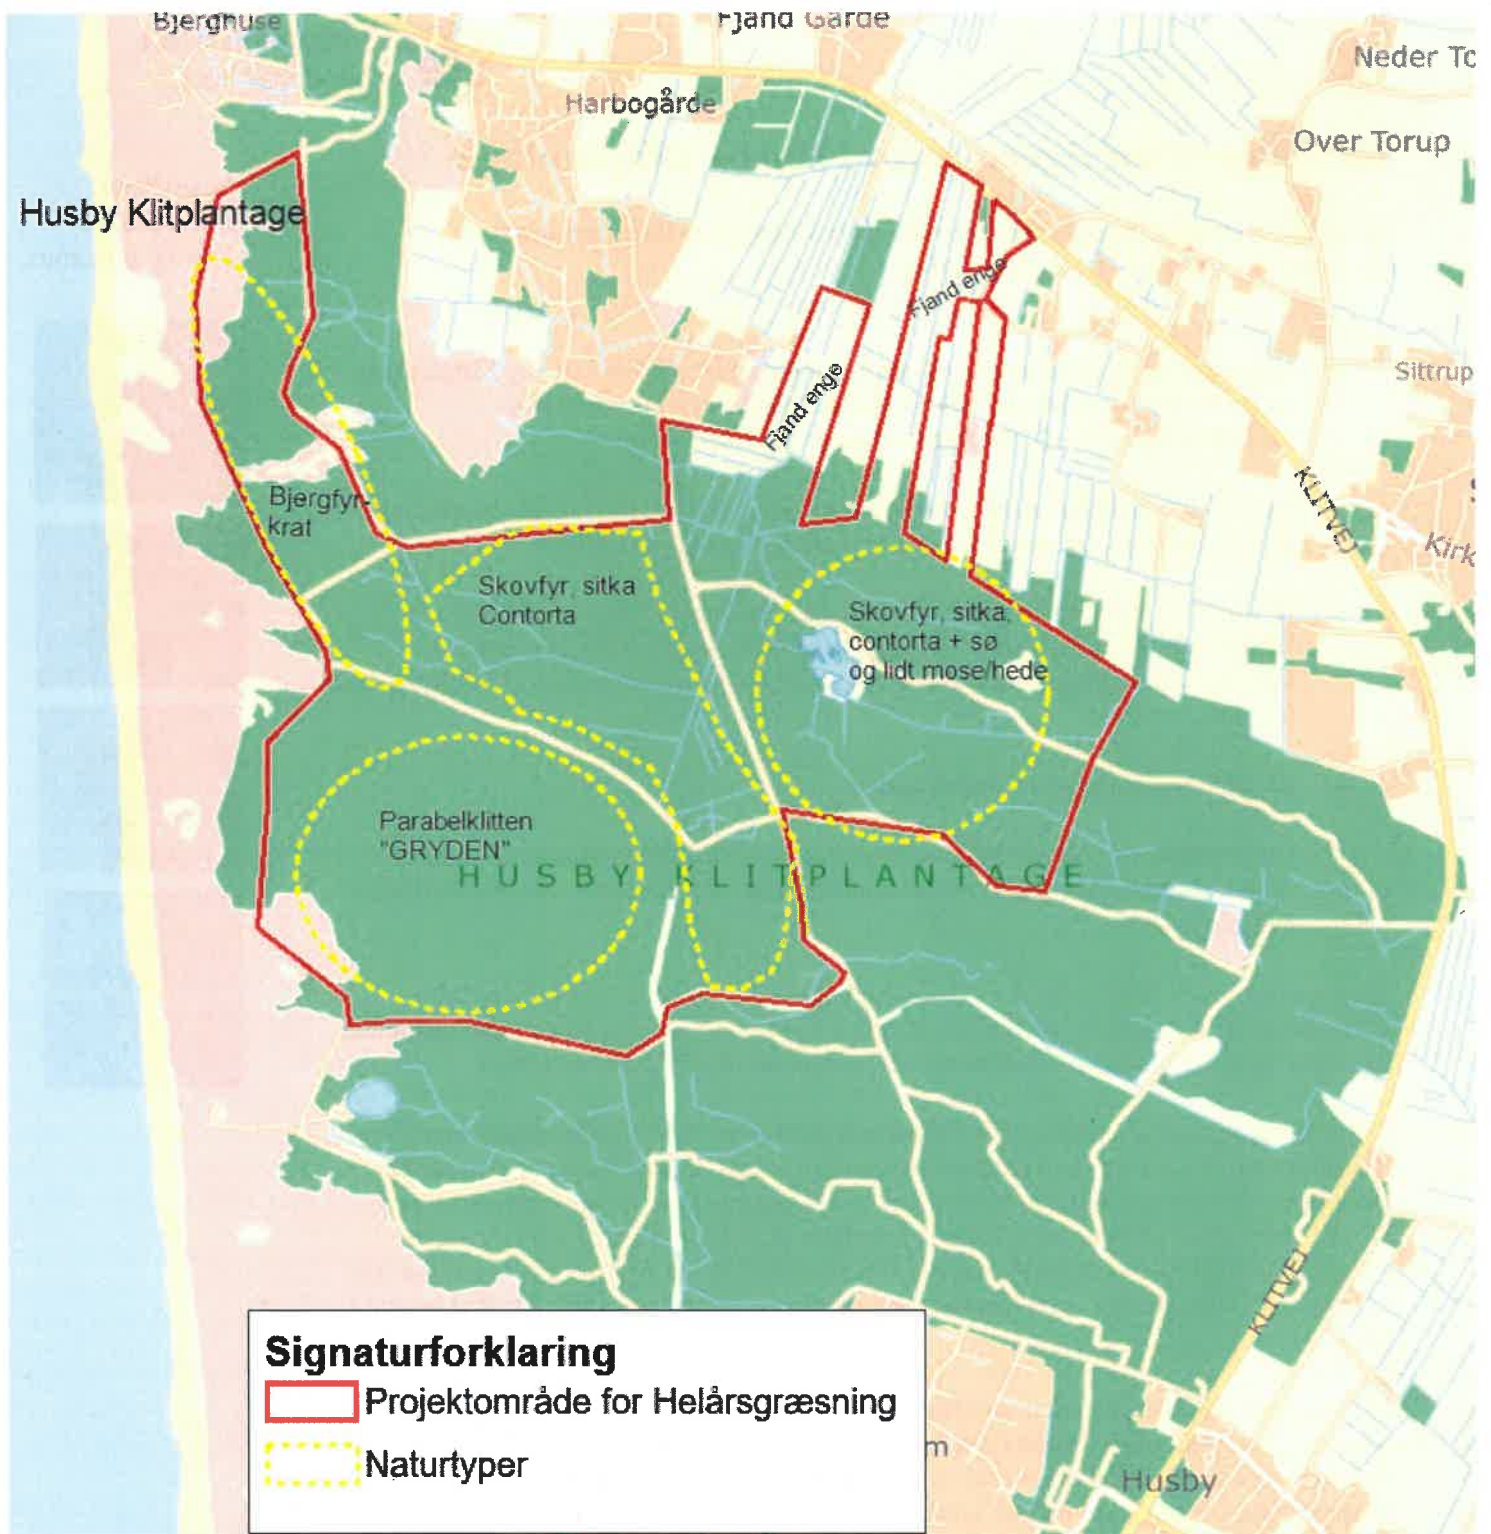 Bjerghuse
Fjand Gårde
Neder To
Harbogårde
Over Torup
Husby Klitplantage
Fjand enge
Sittrup
Fjand enge
KLITVEJ
Bjergfyr-
krat
Kirk
Skovfyr, sitka
Contorta
Skovfyr, sitka,
contorta + sø
og lidt mose/hede
Parabelklitten
"GRYDEN"
HUSBY KLITPLANTAGE
KLITVEJ
Signaturforklaring
Projektområde for Helårsgræsning
Naturtyper
m
Husby